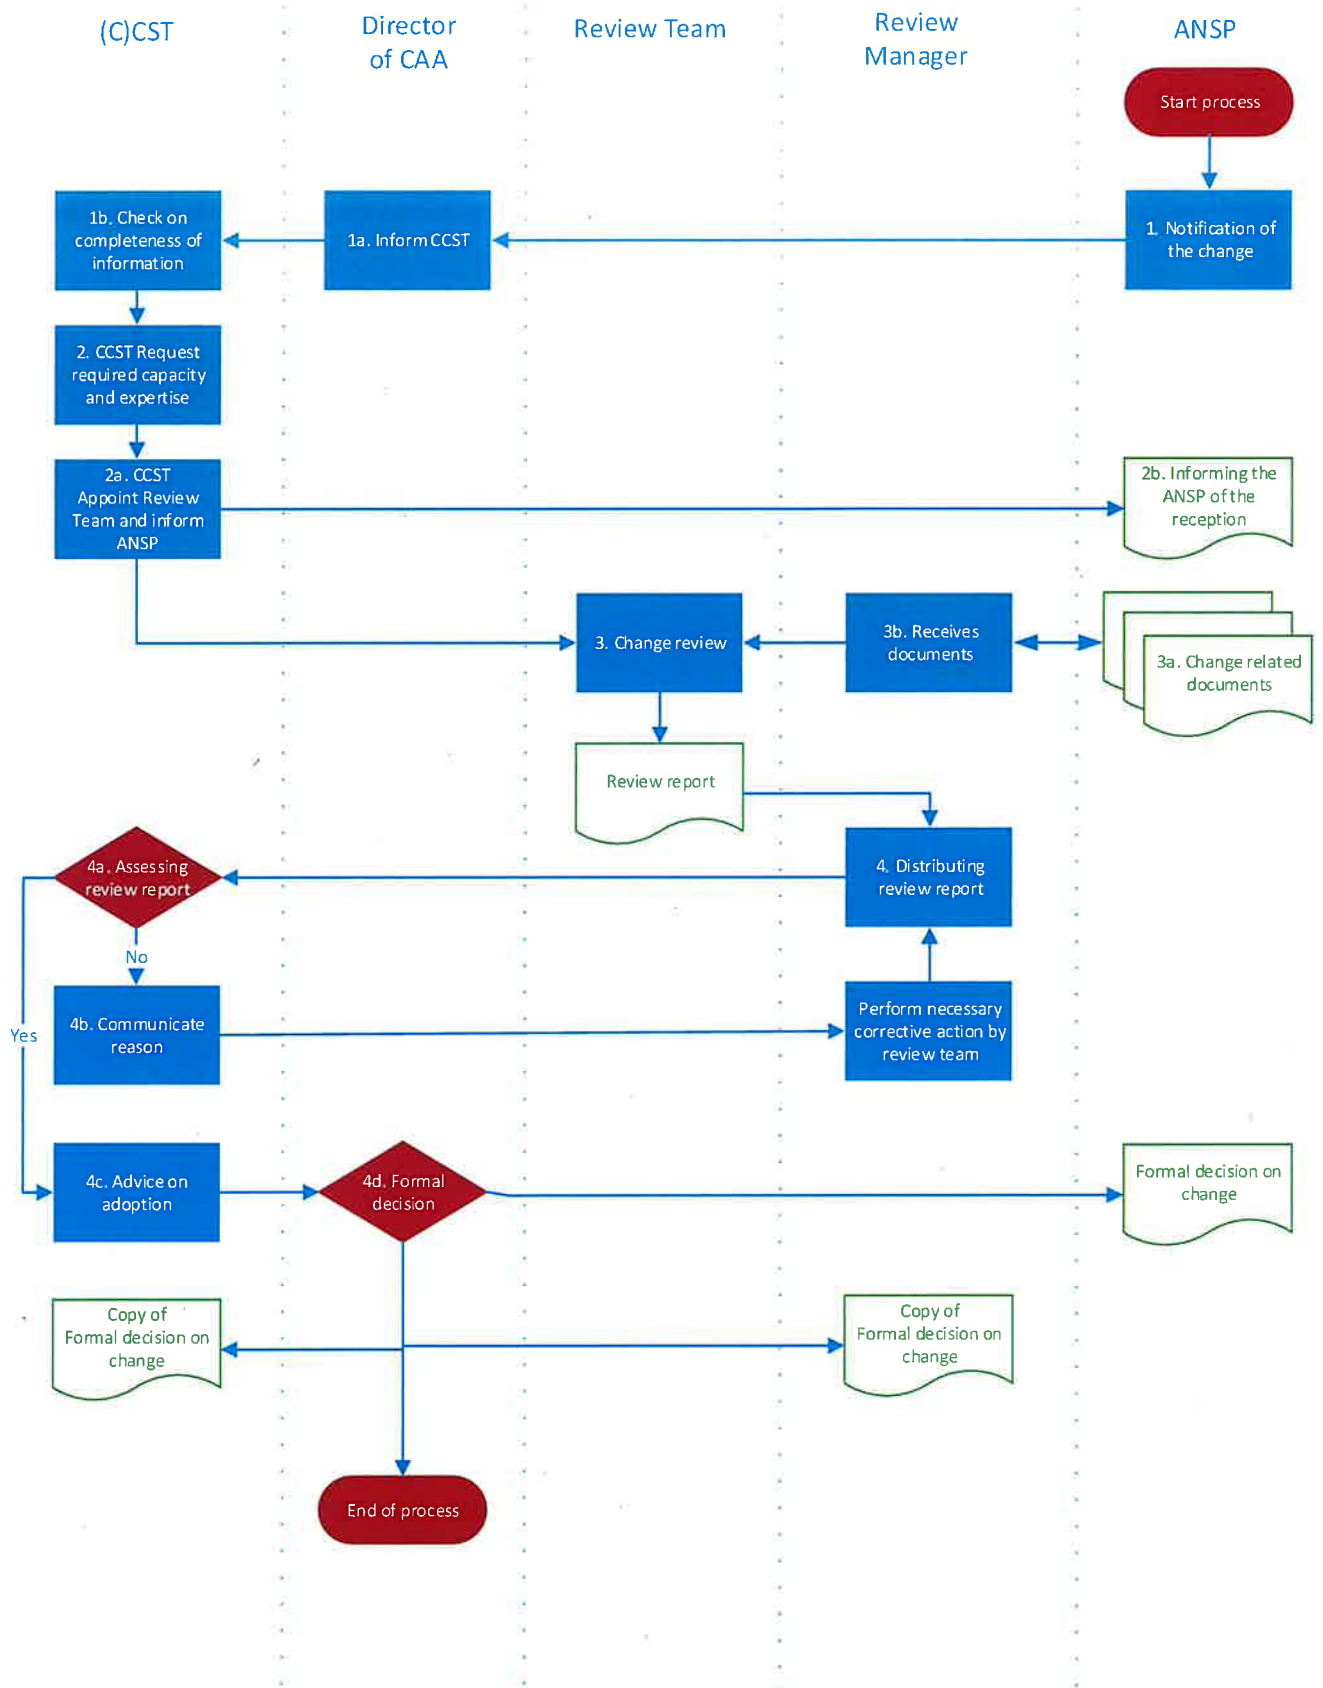 (C)CST
Director
of CAA
Review Team
Review
Manager
ANSP
Start process
1b. Check on
completeness of
information
1a. Inform CCST
1. Notification of
the change
2. CCST Request
required capacity
and expertise
2a. CCST
Appoint Review
Team and inform
ANSP
2b. Informing the
ANSP of the
reception
3. Change review
3b. Receives
documents
3a. Change related
documents
Review report
4a. Assessing
review report
4. Distributing
review report
No
Yes
4b. Communicate
reason
Perform necessary
corrective action by
review team
4c. Advice on
adoption
4d. Formal
decision
Formal decision on
change
Copy of
Formal decision on
change
Copy of
Formal decision on
change
End of process